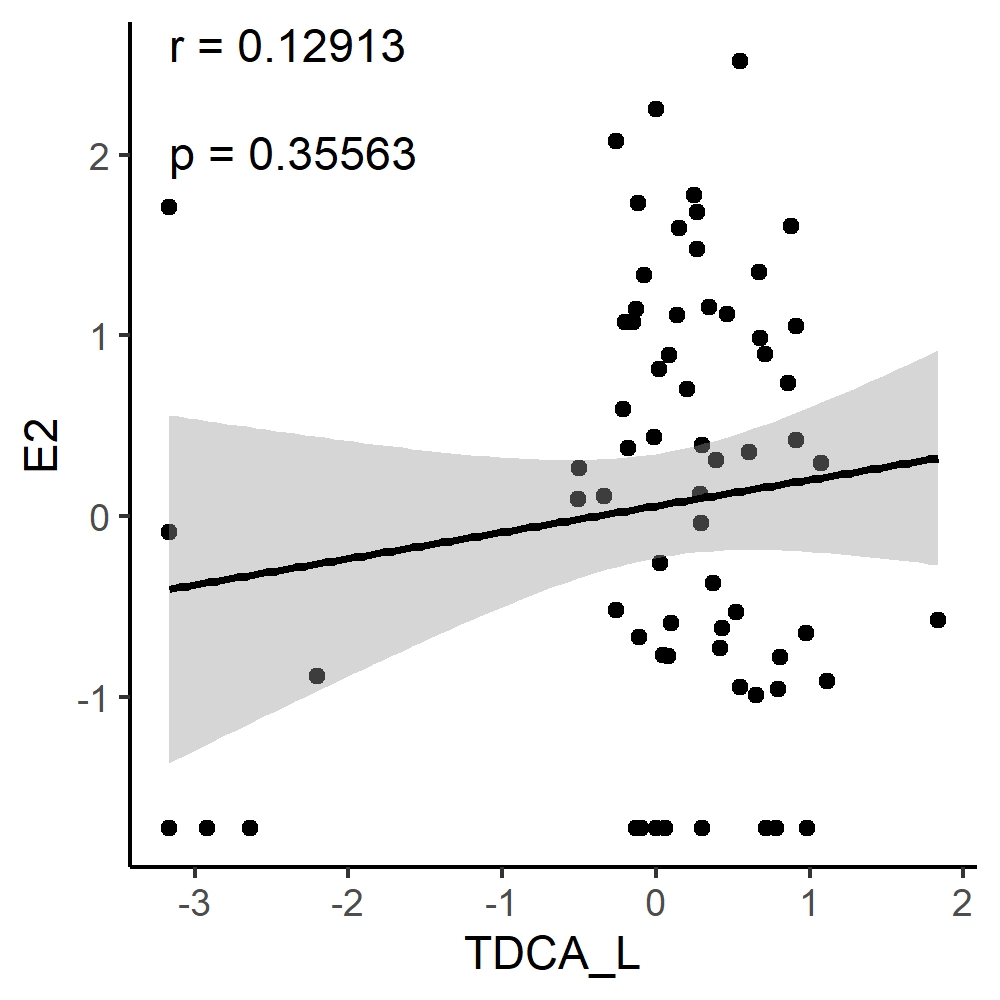 r = 0.12913
p = 0.35563
2
1
0
-1
E2
-3 -2 -1 0 1 2
TDCA_L